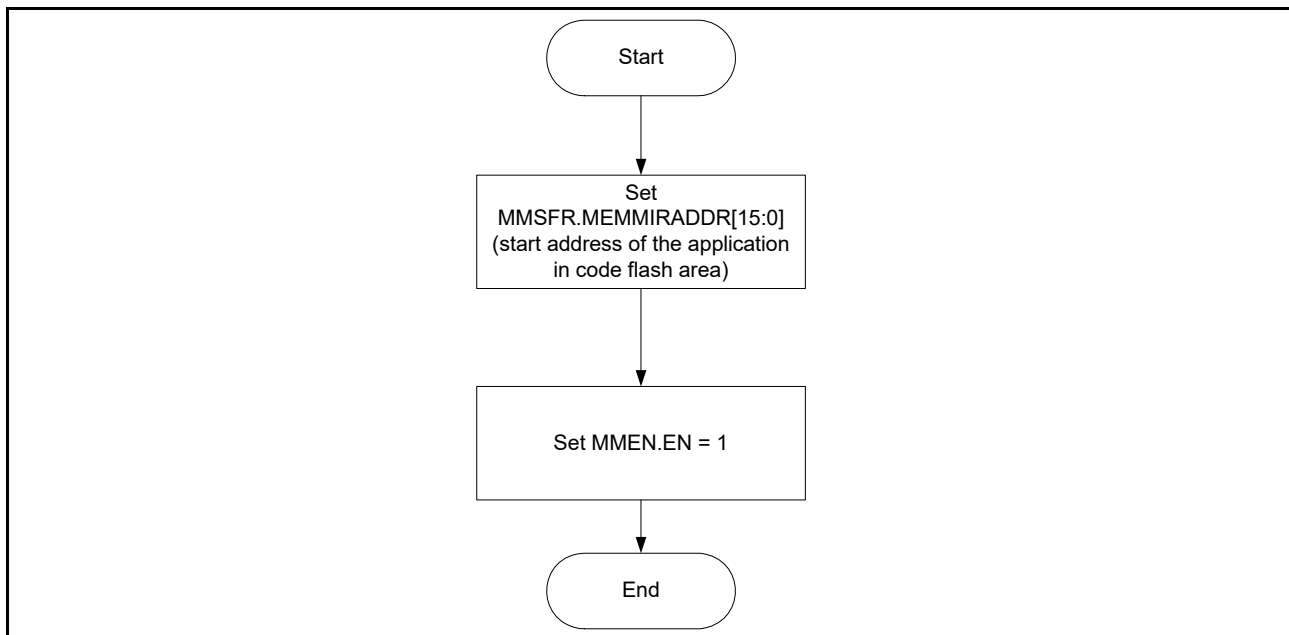 Start
Set
MMSFR.MEMMIRADDR[15:0]
(start address of the application
in code flash area)
Set MMEN.EN = 1
End